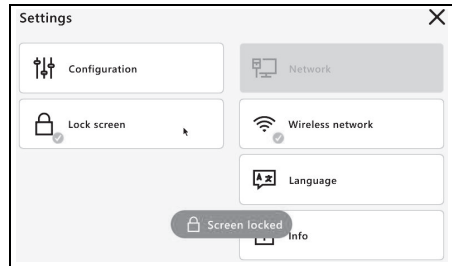 Settings
Configuration
Network
Lock screen
Wireless network
Language
Screen locked
Info